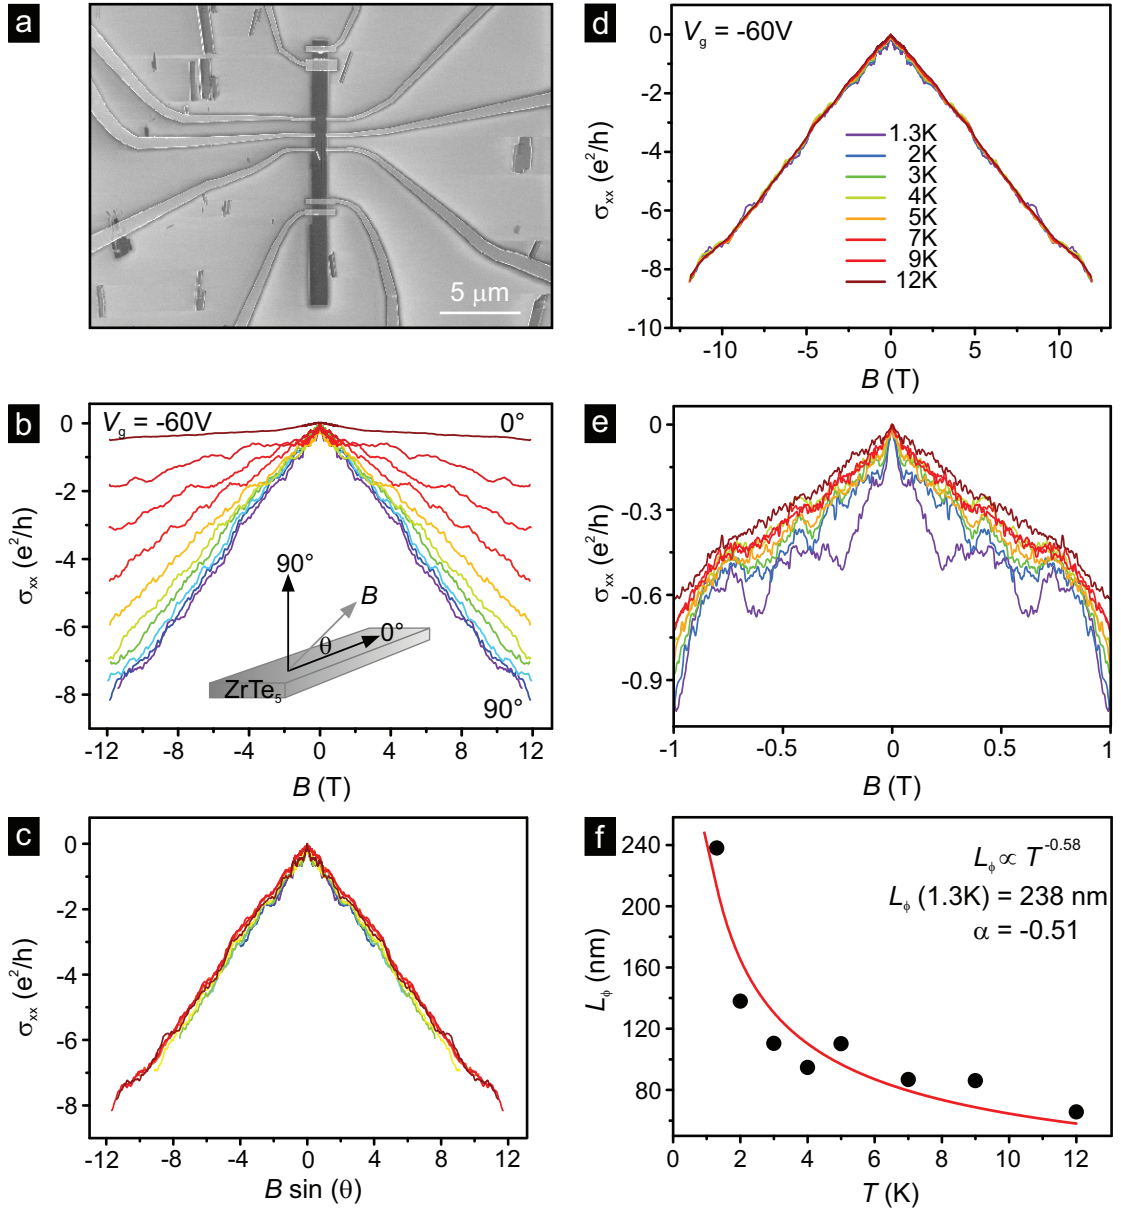 a
5 μm
d
V_g = -60V
0
-2
-4
-6
-8
-10
σ_xx (e²/h)
1.3K
2K
3K
4K
5K
7K
9K
12K
-10 -5 0 5 10
B (T)
b
V_g = -60V
0°
0
-2
-4
-6
-8
σ_xx (e²/h)
90°
B
θ
0°
ZrTe₅
90°
-12 -8 -4 0 4 8 12
B (T)
e
0
-0.3
-0.6
-0.9
σ_xx (e²/h)
-1 -0.5 0 0.5 1
B (T)
c
0
-2
-4
-6
-8
σ_xx (e²/h)
-12 -8 -4 0 4 8 12
B sin (θ)
f
240
200
160
120
80
L_ϕ (nm)
L_ϕ ∝ T^-0.58
L_ϕ (1.3K) = 238 nm
α = -0.51
0 2 4 6 8 10 12
T (K)